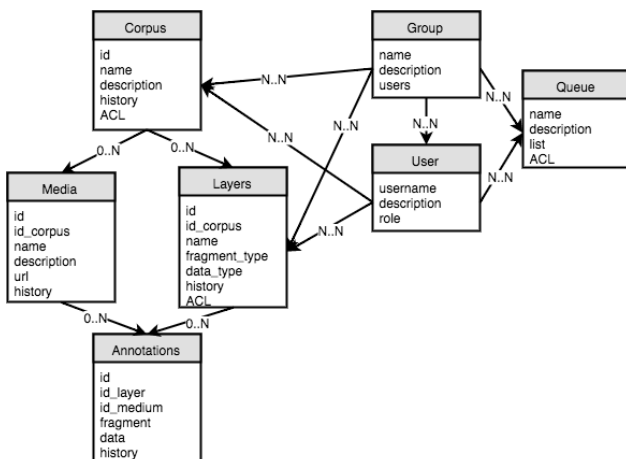 Corpus
id
name
description
history
ACL
Group
name
description
users
Queue
name
description
list
ACL
N..N
N..N
N..N
N..N
N..N
User
username
description
role
N..N
N..N
0..N
0..N
Media
id
id_corpus
name
description
url
history
Layers
id
id_corpus
name
fragment_type
data_type
history
ACL
0..N
0..N
Annotations
id
id_layer
id_medium
fragment
data
history